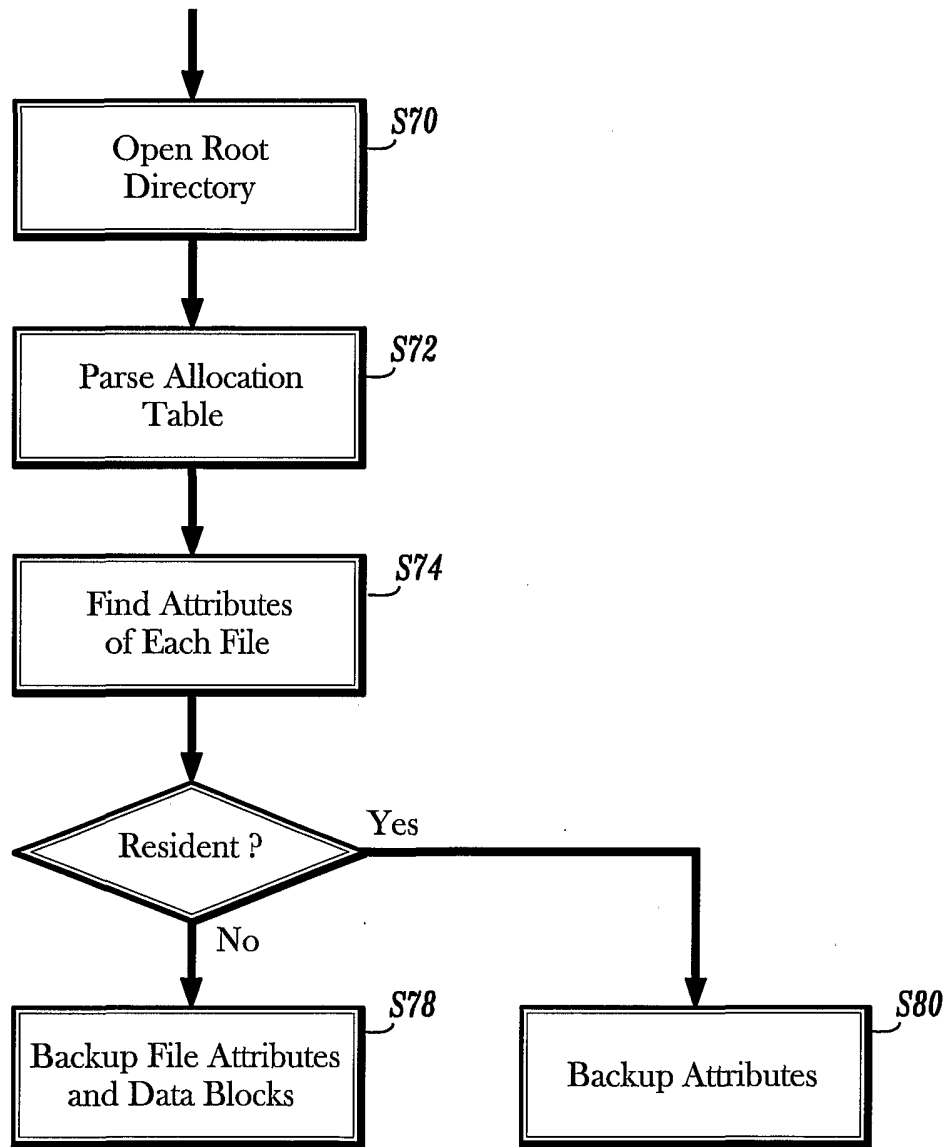 S70
Open Root
Directory
S72
Parse Allocation
Table
S74
Find Attributes
of Each File
Resident ?
Yes
No
S78
Backup File Attributes
and Data Blocks
S80
Backup Attributes